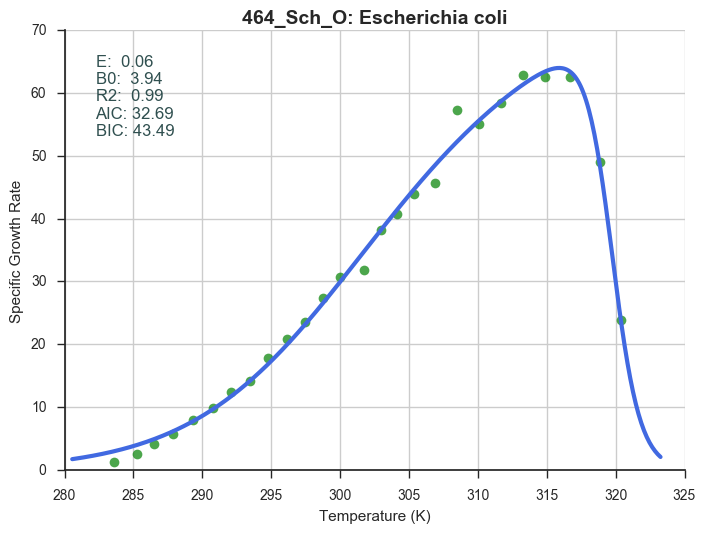 464_Sch_O: Escherichia coli
E:  0.06
B0:  3.94
R2:  0.99
AIC: 32.69
BIC: 43.49
70
60
50
40
30
20
10
0
Specific Growth Rate
280 285 290 295 300 305 310 315 320 325
Temperature (K)